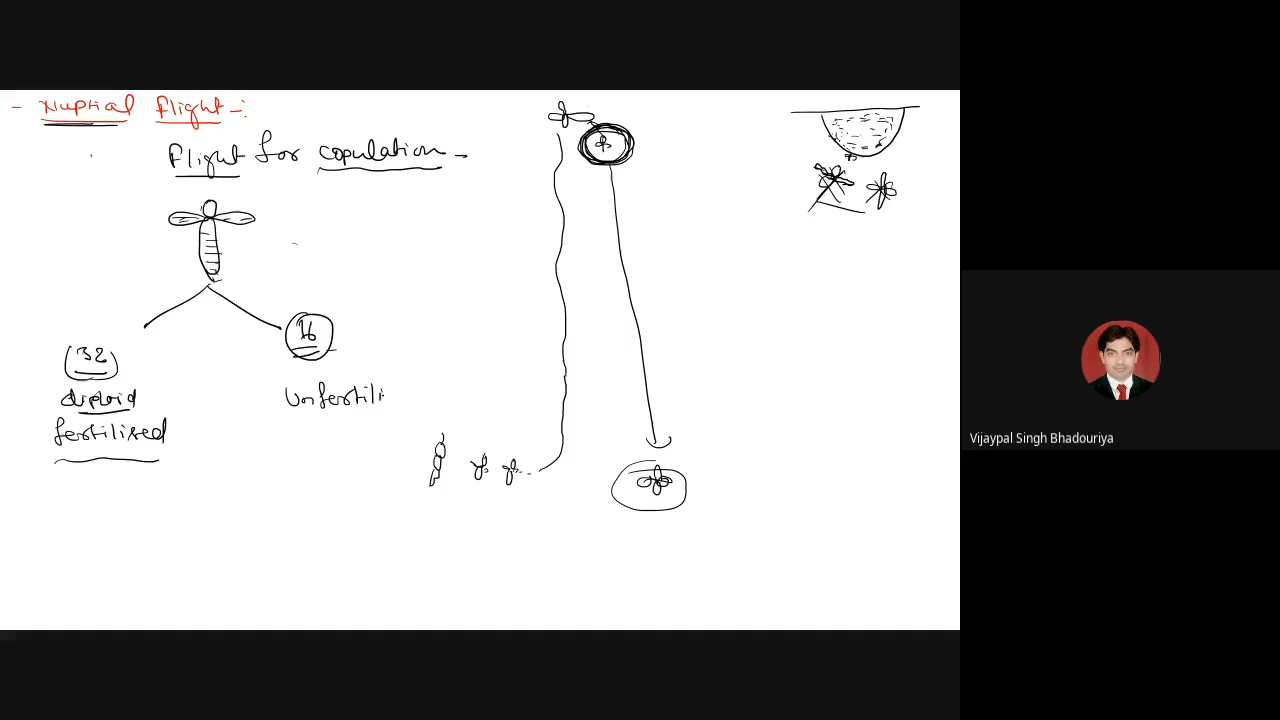 - Nuptial flight -:
flight for copulation -
32
diploid
fertilised
16
Unfertili
Vijaypal Singh Bhadouriya